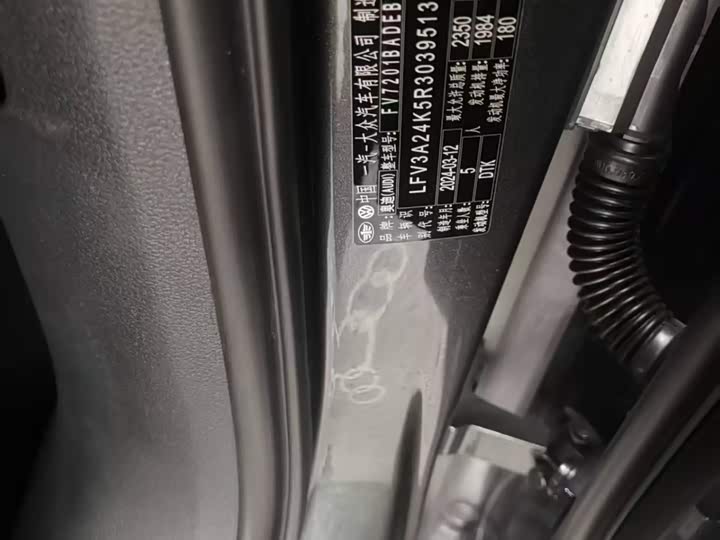 中国 一汽-大众汽车有限公司 制造
品牌:奥迪(AUDI) 整车型号: FV7201BADEB
车辆识别代号: LFV3A24K5R3039513
制造年月: 2024-03-12 最大允许总质量: 2350
乘坐人数: 5 人 发动机排量: 1984
发动机型号: DTK 发动机最大净功率: 180